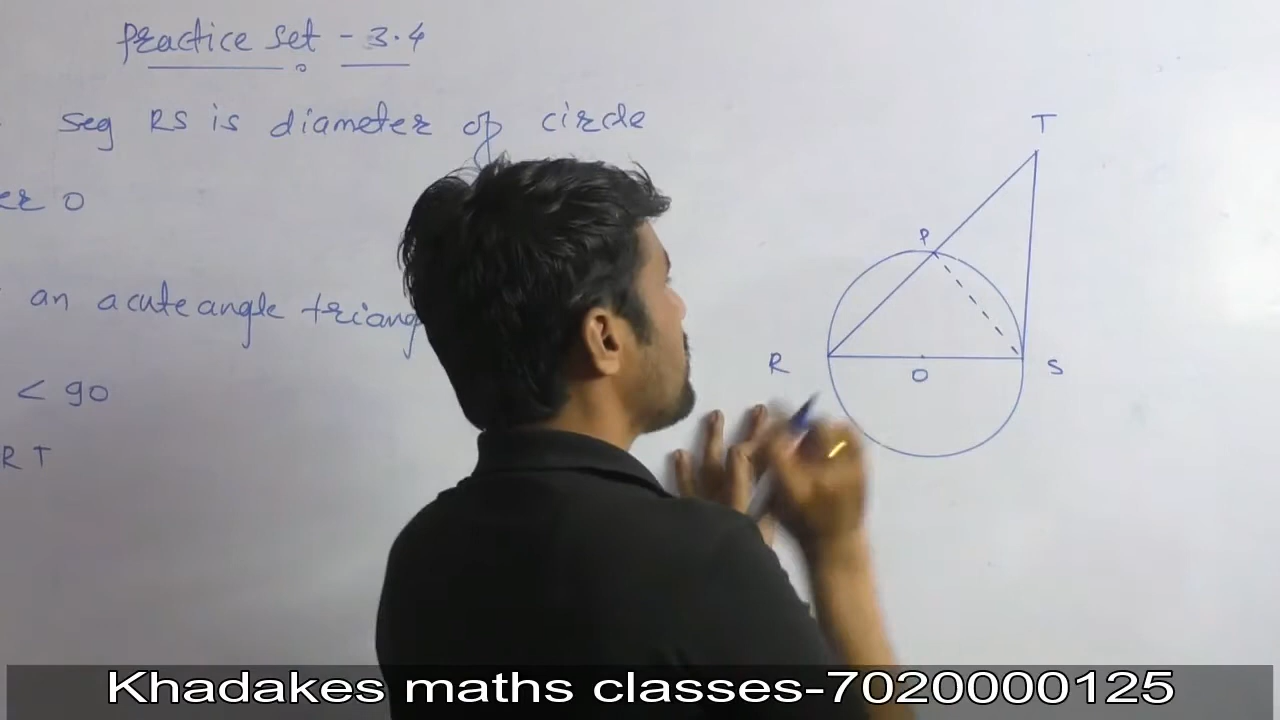 Practice Set - 3.4
Seg RS is diameter of circle
er O
an acute angle triang
< 90
RT
T
P
R
O
S
Khadakes maths classes-7020000125